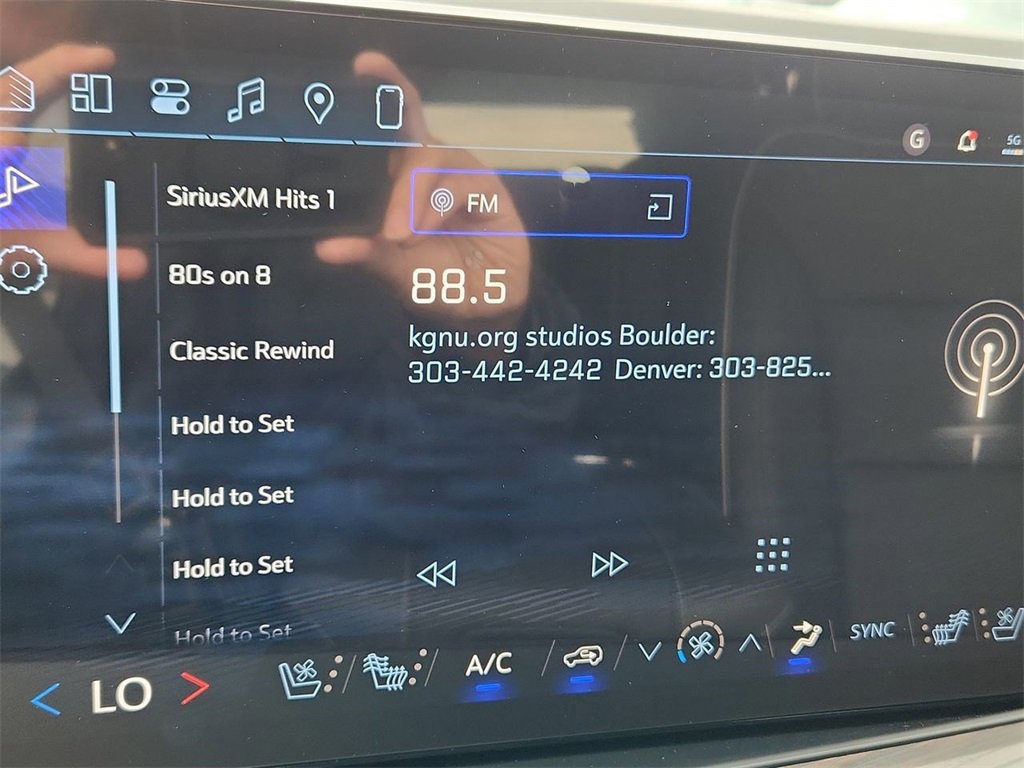 G
5G
SiriusXM Hits 1
FM
80s on 8
88.5
kgnu.org studios Boulder:
303-442-4242 Denver: 303-825...
Classic Rewind
Hold to Set
Hold to Set
Hold to Set
Hold to Set
LO
A/C
SYNC